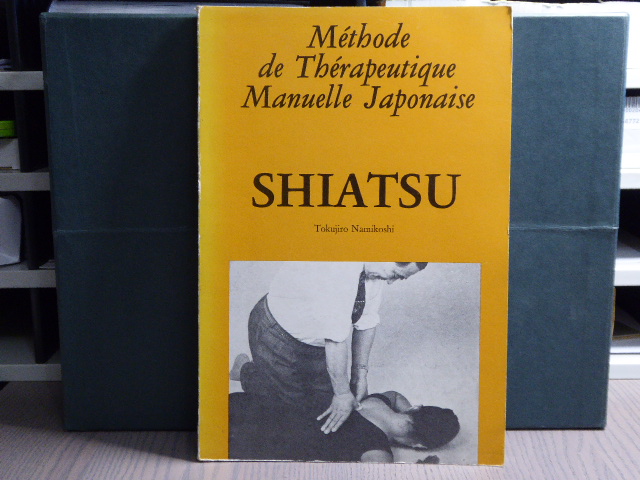 Méthode
de Thérapeutique
Manuelle Japonaise
SHIATSU
Tokujiro Namikoshi